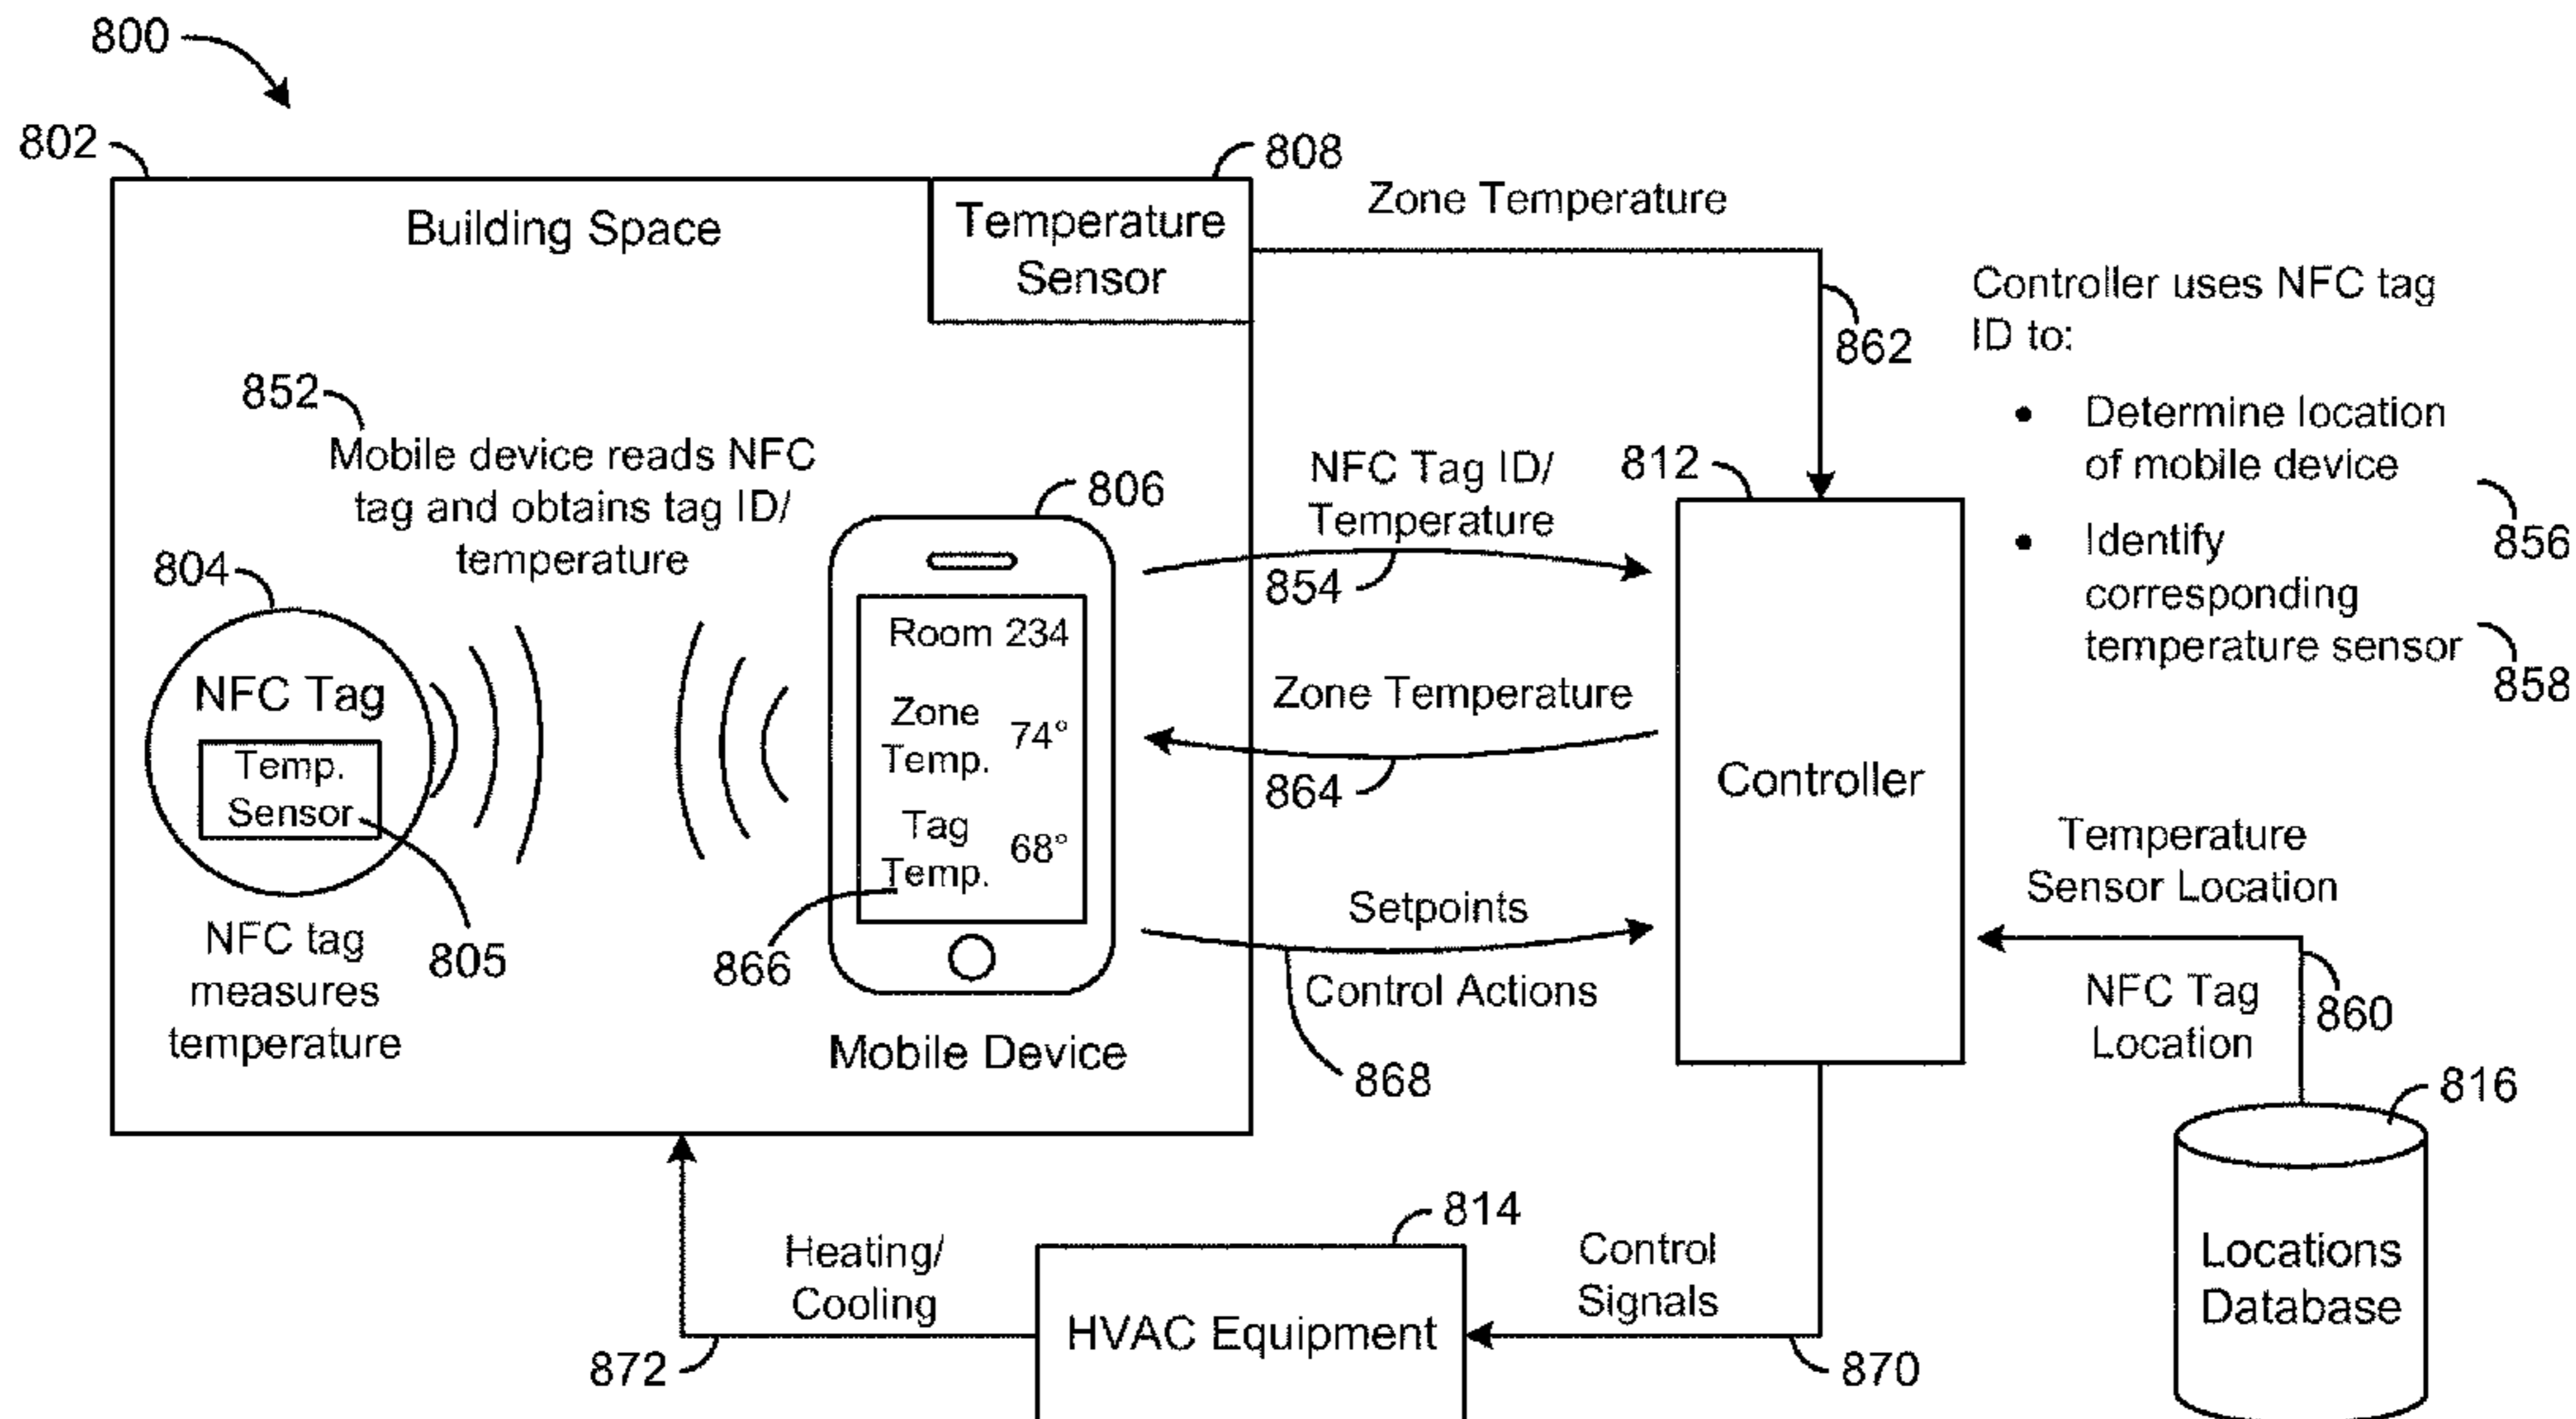 800
802
808
Building Space
Temperature
Sensor
Zone Temperature
862
Controller uses NFC tag
ID to:
• Determine location
of mobile device
856
• Identify
corresponding
temperature sensor
858
852
Mobile device reads NFC
tag and obtains tag ID/
temperature
804
NFC Tag
Temp.
Sensor
805
NFC tag
measures
temperature
806
Room 234
Zone
Temp.
74°
Tag
Temp.
68°
866
Mobile Device
NFC Tag ID/
Temperature
854
Zone Temperature
864
Setpoints
Control Actions
868
812
Controller
Temperature
Sensor Location
NFC Tag
Location
860
816
Locations
Database
814
HVAC Equipment
Heating/
Cooling
872
Control
Signals
870